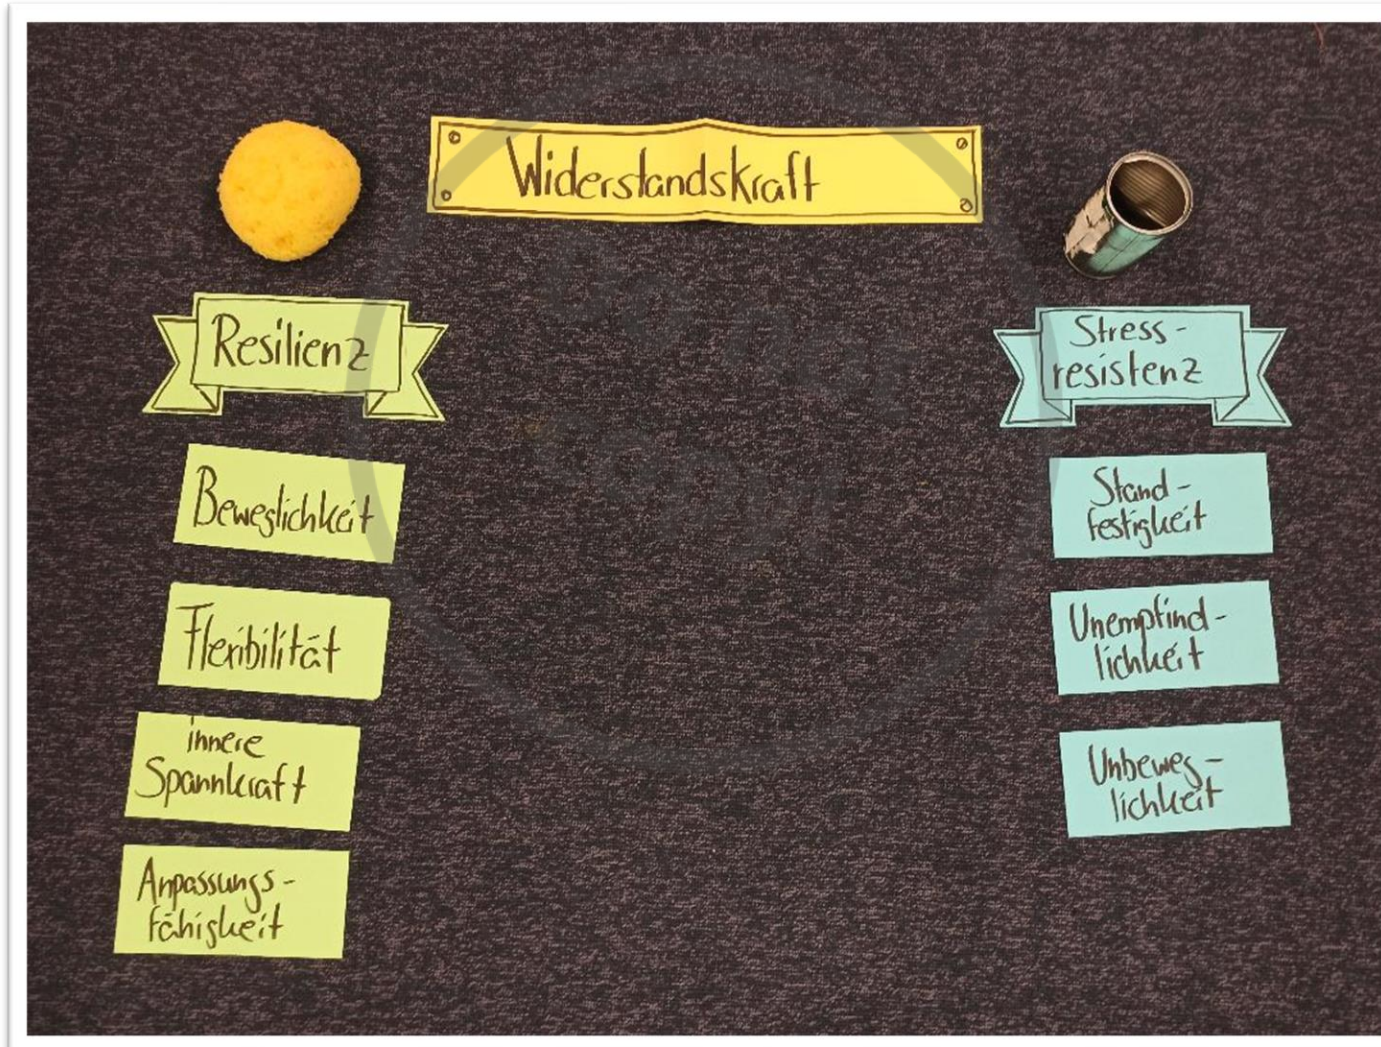 Widerstandskraft
Resilienz
Beweglichkeit
Flexibilität
innere
Spannkraft
Anpassungs-
fähigkeit
Stress-
resistenz
Stand-
festigkeit
Unempfind-
lichkeit
Unbeweg-
lichkeit